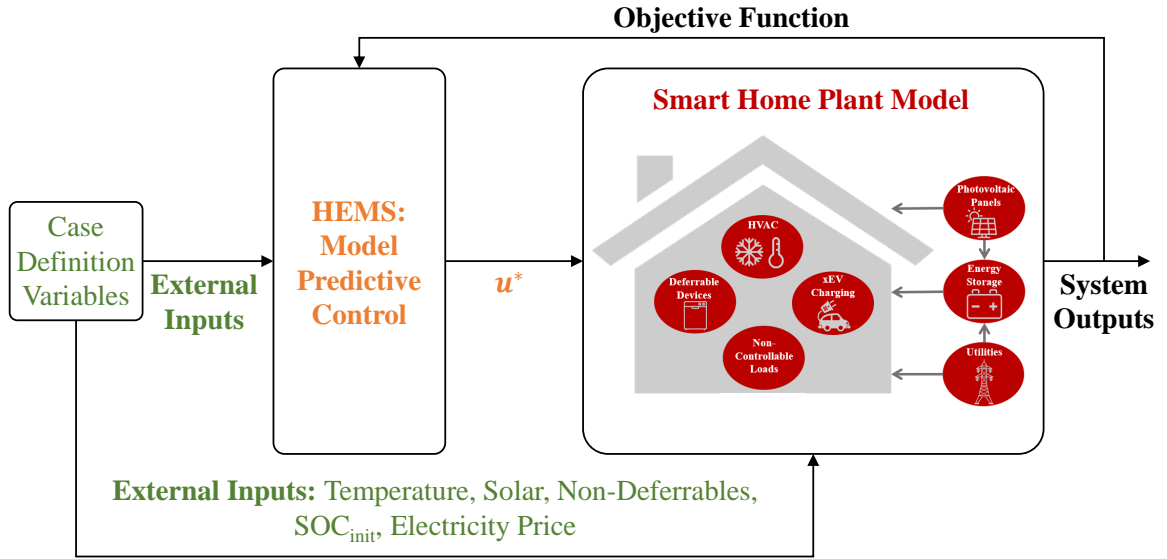 Objective Function
Smart Home Plant Model
Case
Definition
Variables
External
Inputs
HEMS:
Model
Predictive
Control
u*
HVAC
Deferrable
Devices
xEV
Charging
Non-
Controllable
Loads
Photovoltaic
Panels
Energy
Storage
Utilities
System
Outputs
External Inputs: Temperature, Solar, Non-Deferrables,
SOCinit, Electricity Price